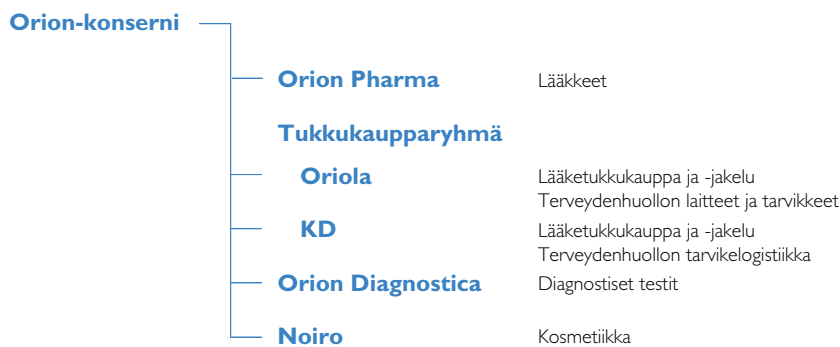 Orion-konserni
Orion Pharma Lääkkeet
Tukkukaupparyhmä
Oriola Lääketukkukauppa ja -jakelu
Terveydenhuollon laitteet ja tarvikkeet
KD Lääketukkukauppa ja -jakelu
Terveydenhuollon tarvikelogistiikka
Orion Diagnostica Diagnostiset testit
Noiro Kosmetiikka